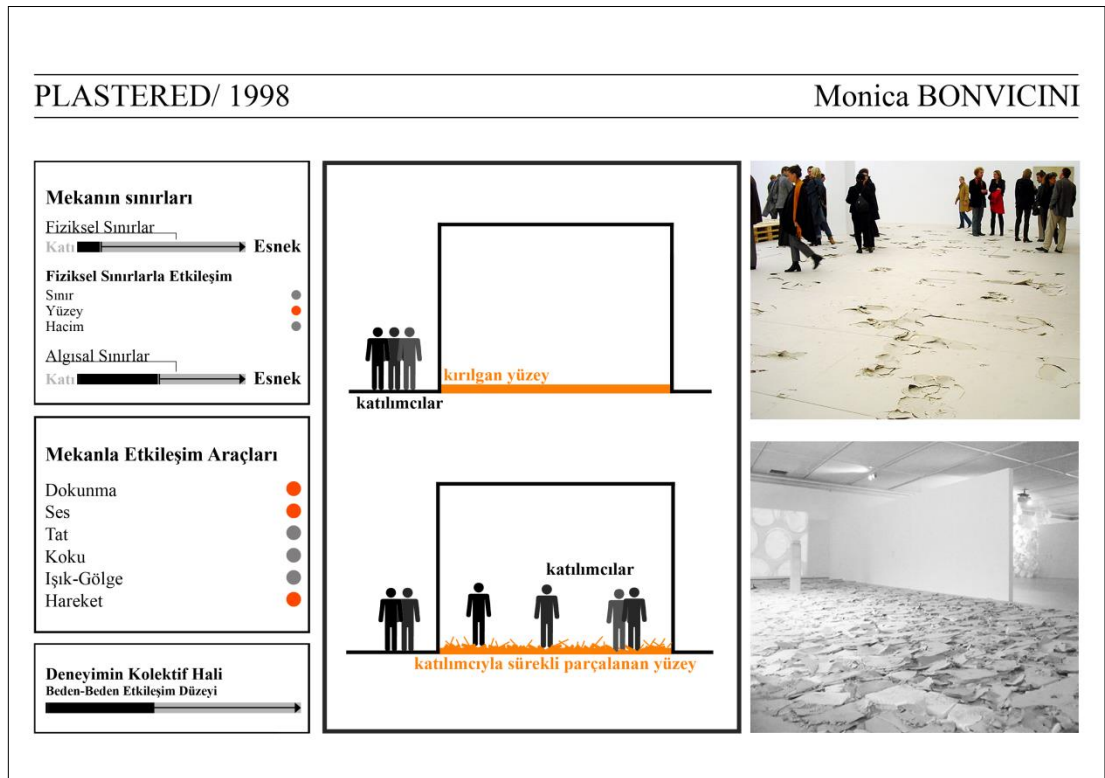 PLASTERED/ 1998
Monica BONVICINI
Mekanın sınırları
Fiziksel Sınırlar
Katı Esnek
Fiziksel Sınırlarla Etkileşim
Sınır
Yüzey
Hacim
Algısal Sınırlar
Katı Esnek
Mekanla Etkileşim Araçları
Dokunma
Ses
Tat
Koku
Işık-Gölge
Hareket
Deneyimin Kolektif Hali
Beden-Beden Etkileşim Düzeyi
kırılgan yüzey
katılımcılar
katılımcılar
katılımcıyla sürekli parçalanan yüzey